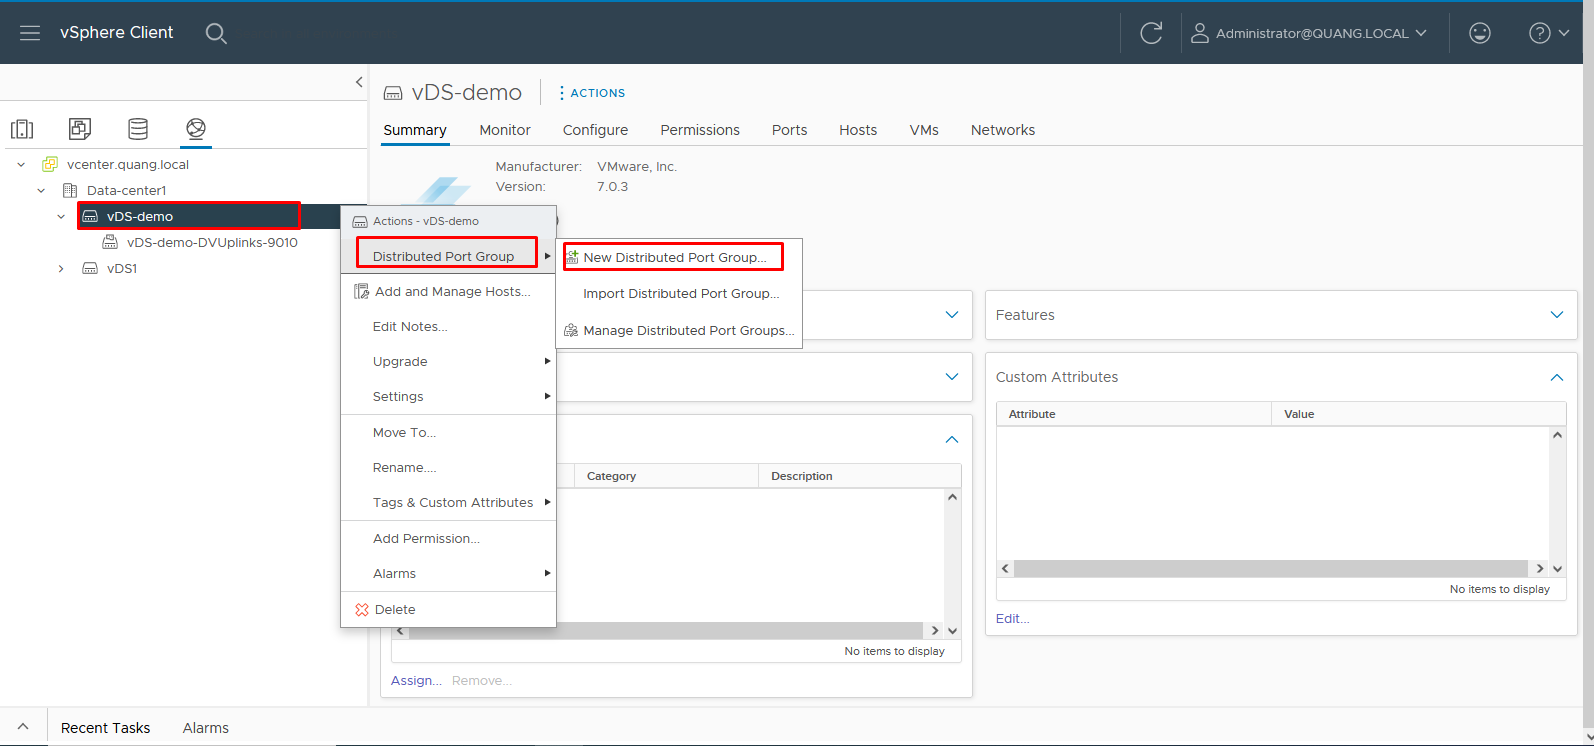 vSphere Client
Administrator@QUANG.LOCAL
vDS-demo
ACTIONS
Summary Monitor Configure Permissions Ports Hosts VMs Networks
vcenter.quang.local
Data-center1
vDS-demo
vDS-demo-DVUplinks-9010
vDS1
Manufacturer: VMware, Inc.
Version: 7.0.3
Actions - vDS-demo
Distributed Port Group
Add and Manage Hosts...
Edit Notes...
Upgrade
Settings
Move To...
Rename....
Tags & Custom Attributes
Add Permission...
Alarms
Delete
New Distributed Port Group...
Import Distributed Port Group...
Manage Distributed Port Groups...
Category Description
No items to display
Assign... Remove...
Features
Custom Attributes
Attribute Value
No items to display
Edit...
Recent Tasks Alarms